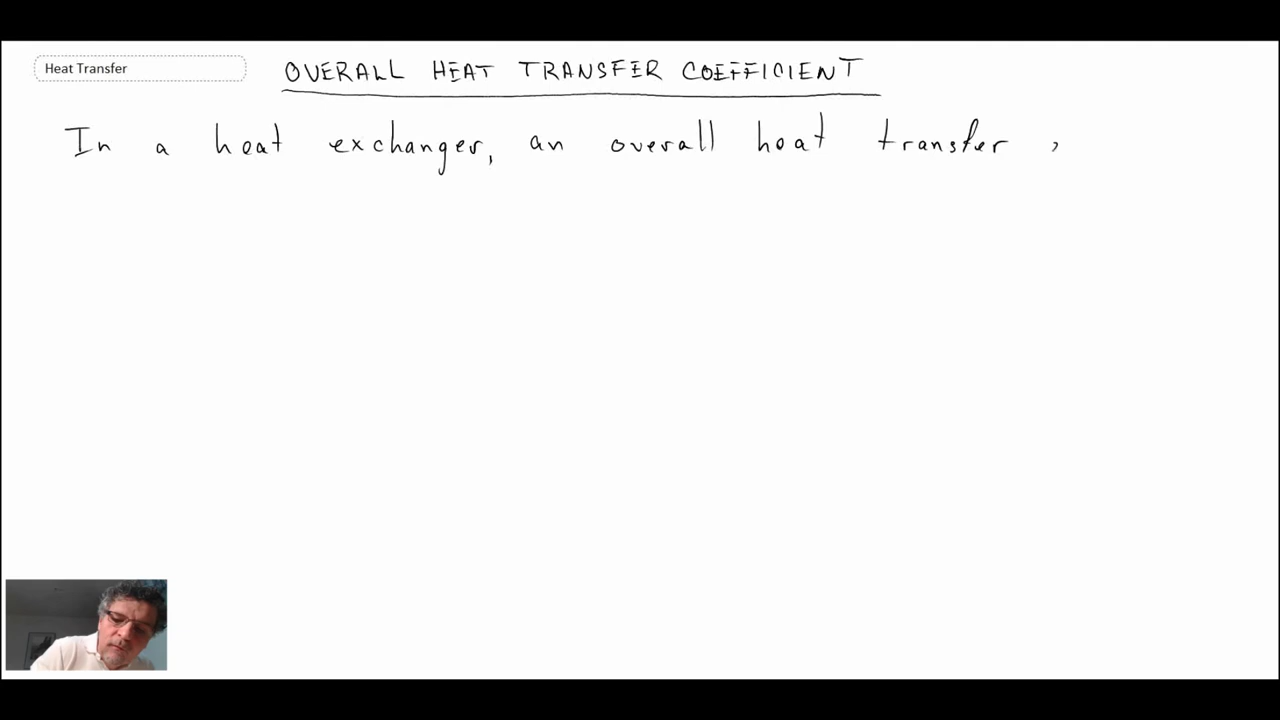 Heat Transfer
OVERALL HEAT TRANSFER COEFFICIENT
In a heat exchanger, an overall heat transfer